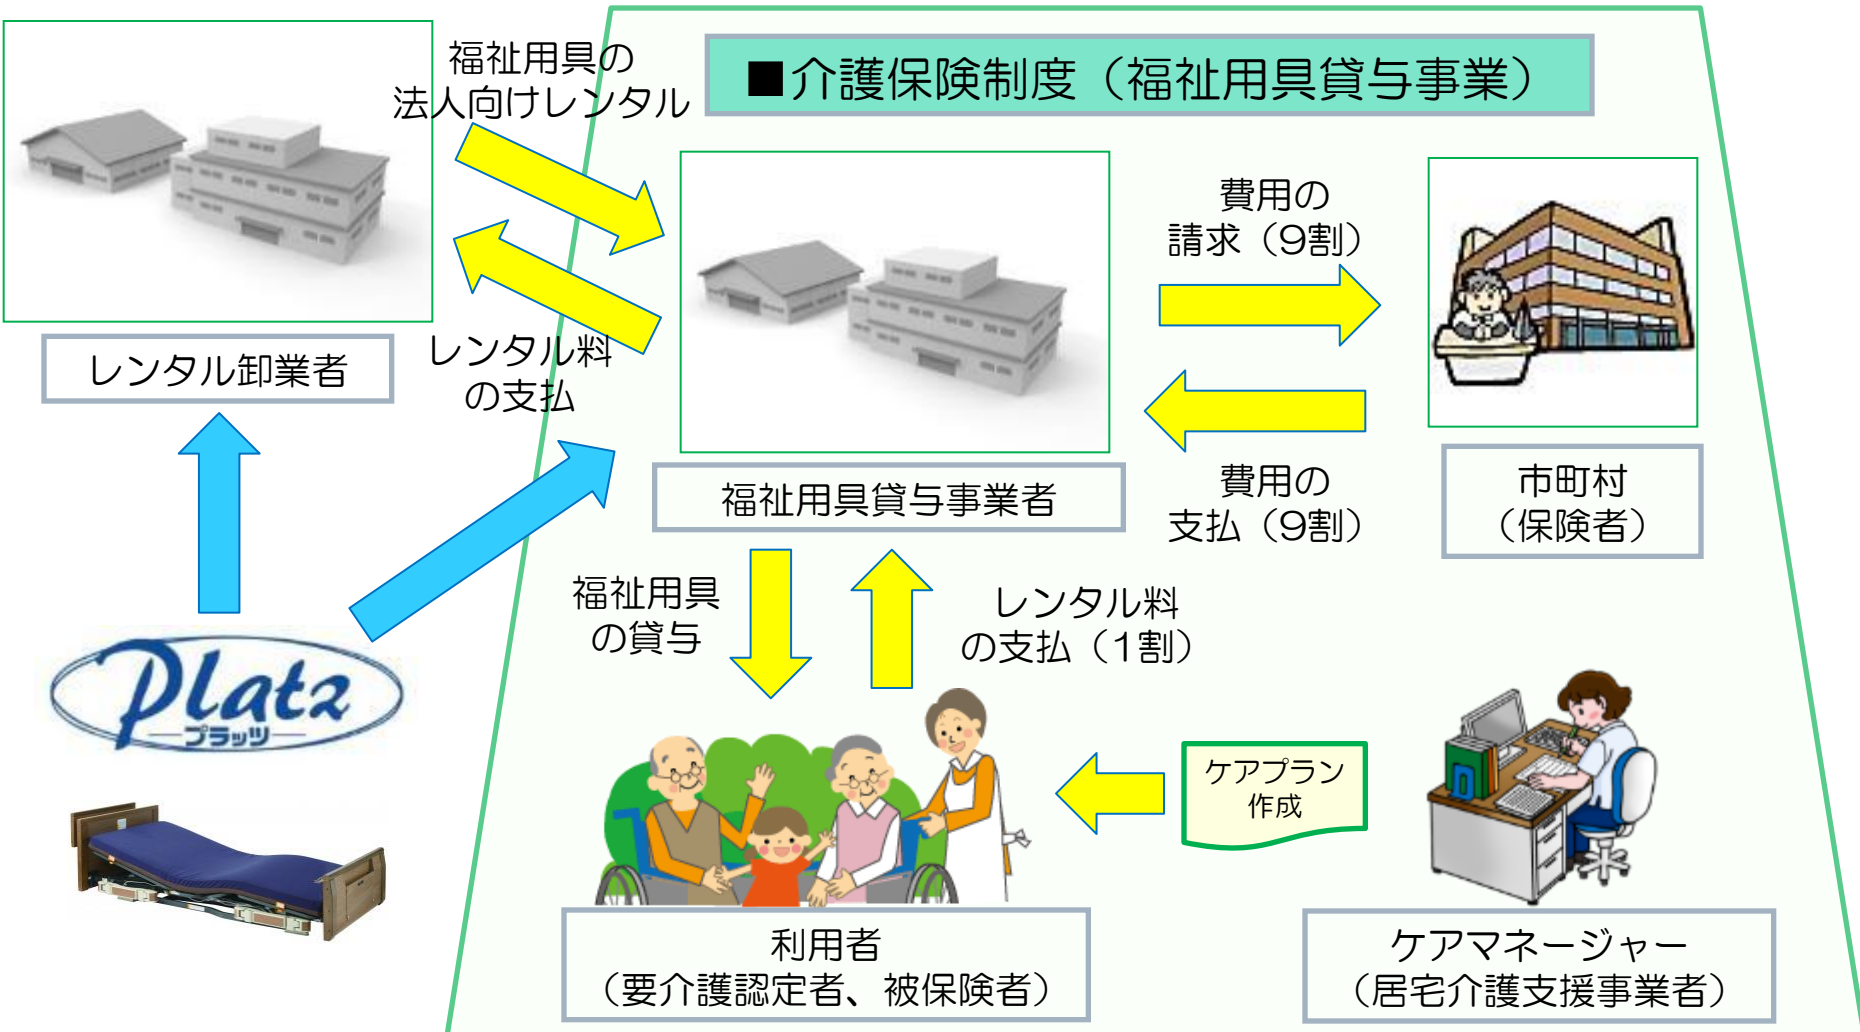 福祉用具の
法人向けレンタル
■介護保険制度（福祉用具貸与事業）
費用の
請求（9割）
レンタル卸業者
レンタル料
の支払
福祉用具貸与事業者
費用の
支払（9割）
市町村
（保険者）
福祉用具
の貸与
レンタル料
の支払（1割）
Platz
プラッツ
ケアプラン
作成
利用者
（要介護認定者、被保険者）
ケアマネージャー
（居宅介護支援事業者）